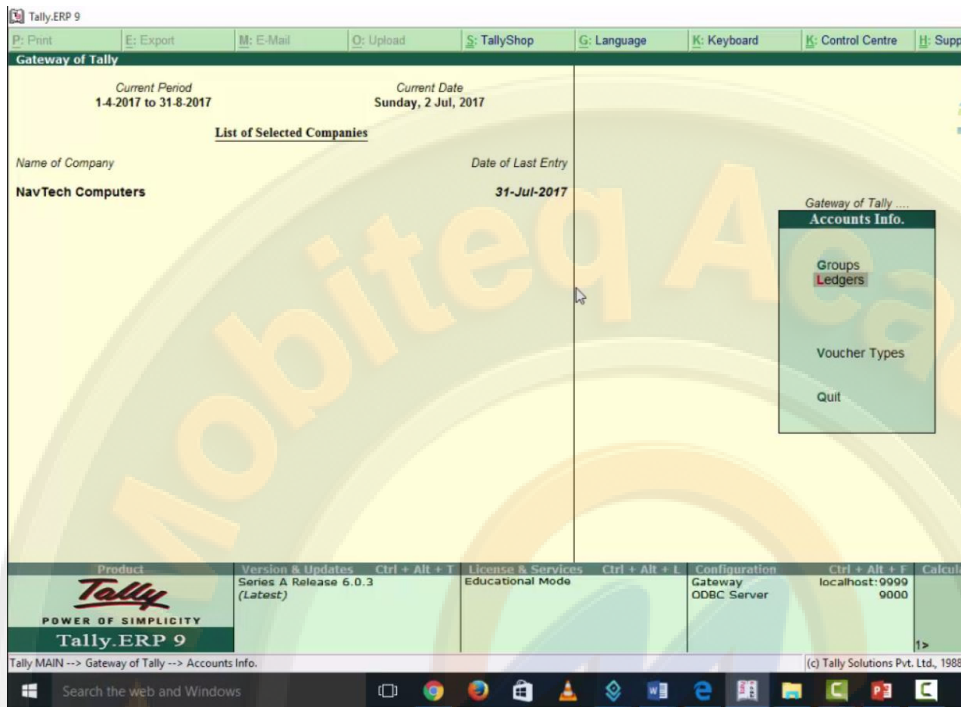 Tally.ERP 9
P: Print E: Export M: E-Mail O: Upload S: TallyShop G: Language K: Keyboard K: Control Centre H: Supp
Gateway of Tally
Current Period Current Date
1-4-2017 to 31-8-2017 Sunday, 2 Jul, 2017
List of Selected Companies
Name of Company Date of Last Entry
NavTech Computers 31-Jul-2017
Gateway of Tally ....
Accounts Info.
Groups
Ledgers
Voucher Types
Quit
Mobiteq Aca
Product Version & Updates Ctrl + Alt + T License & Services Ctrl + Alt + L Configuration Ctrl + Alt + F Calcula
Tally
POWER OF SIMPLICITY
Tally.ERP 9
Series A Release 6.0.3
(Latest)
Educational Mode
Gateway localhost:9999
ODBC Server 9000
1>
Tally MAIN --> Gateway of Tally --> Accounts Info. (c) Tally Solutions Pvt. Ltd., 1988
Search the web and Windows